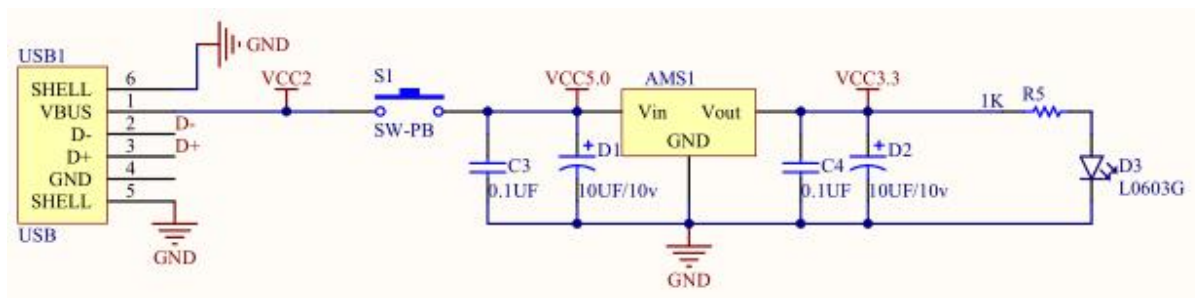 USB1
GND
SHELL 6
VBUS 1
D- 2 D-
D+ 3 D+
GND 4
SHELL 5
USB
GND
VCC2
S1
SW-PB
VCC5.0
AMS1
Vin Vout
GND
C3
0.1UF
+ D1
10UF/10v
GND
VCC3.3
C4
0.1UF
+ D2
10UF/10v
1K R5
D3
L0603G